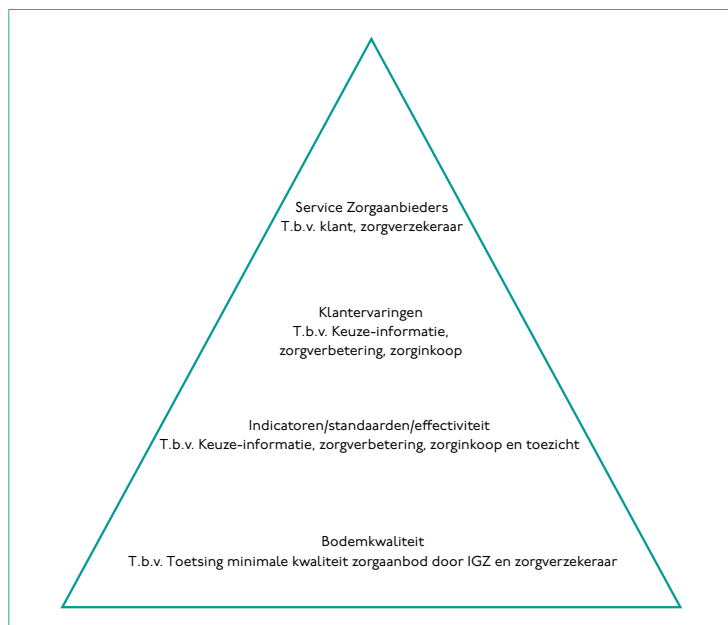 Service Zorgaanbieders
T.b.v. klant, zorgverzekeraar
Klantervaringen
T.b.v. Keuze-informatie,
zorgverbetering, zorginkoop
Indicatoren/standaarden/effectiviteit
T.b.v. Keuze-informatie, zorgverbetering, zorginkoop en toezicht
Bodemkwaliteit
T.b.v. Toetsing minimale kwaliteit zorgaanbod door IGZ en zorgverzekeraar